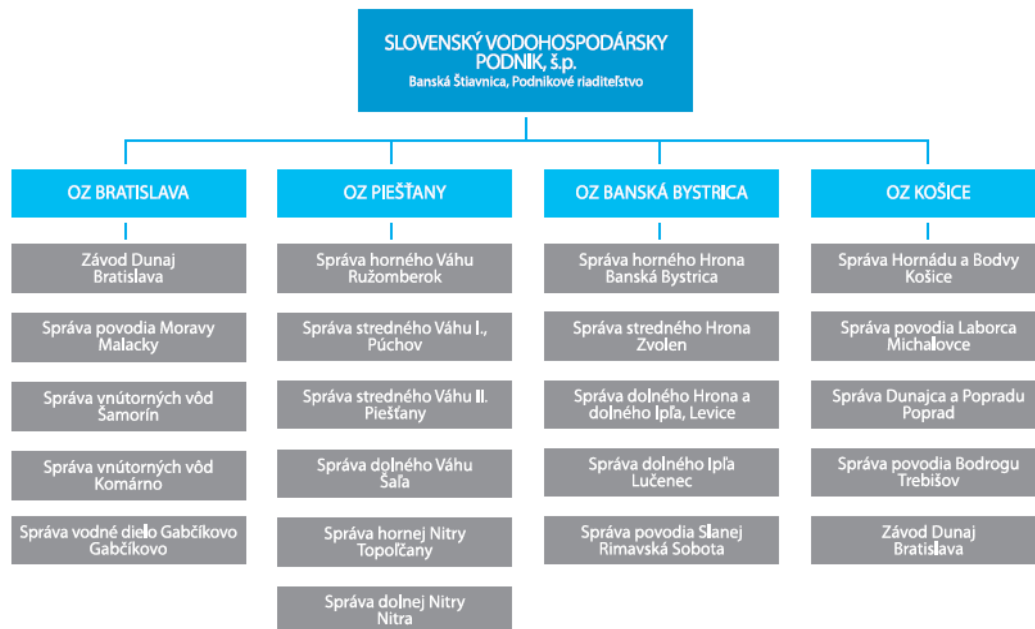 SLOVENSKÝ VODOHOSPODÁRSKY
PODNIK, š.p.
Banská Štiavnica, Podnikové riaditeľstvo
OZ BRATISLAVA
Závod Dunaj
Bratislava
Správa povodia Moravy
Malacky
Správa vnútorných vôd
Šamorín
Správa vnútorných vôd
Komárno
Správa vodné dielo Gabčíkovo
Gabčíkovo
OZ PIEŠŤANY
Správa horného Váhu
Ružomberok
Správa stredného Váhu I.,
Púchov
Správa stredného Váhu II.
Piešťany
Správa dolného Váhu
Šaľa
Správa hornej Nitry
Topoľčany
Správa dolnej Nitry
Nitra
OZ BANSKÁ BYSTRICA
Správa horného Hrona
Banská Bystrica
Správa stredného Hrona
Zvolen
Správa dolného Hrona a
dolného Ipľa, Levice
Správa dolného Ipľa
Lučenec
Správa povodia Slanej
Rimavská Sobota
OZ KOŠICE
Správa Hornádu a Bodvy
Košice
Správa povodia Laborca
Michalovce
Správa Dunajca a Popradu
Poprad
Správa povodia Bodrogu
Trebišov
Závod Dunaj
Bratislava